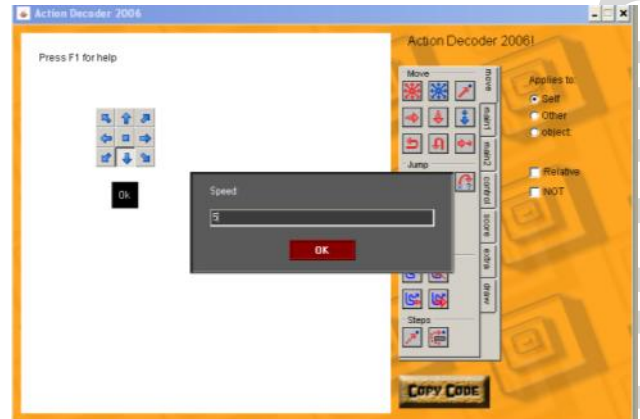 Action Decoder 2006
Action Decoder 2006!
Press F1 for help
Move
Jump
Steps
move
main1
main2
control
score
extra
draw
Applies to:
Self
Other
object:
Relative
NOT
Ok
Speed:
5
OK
COPY CODE